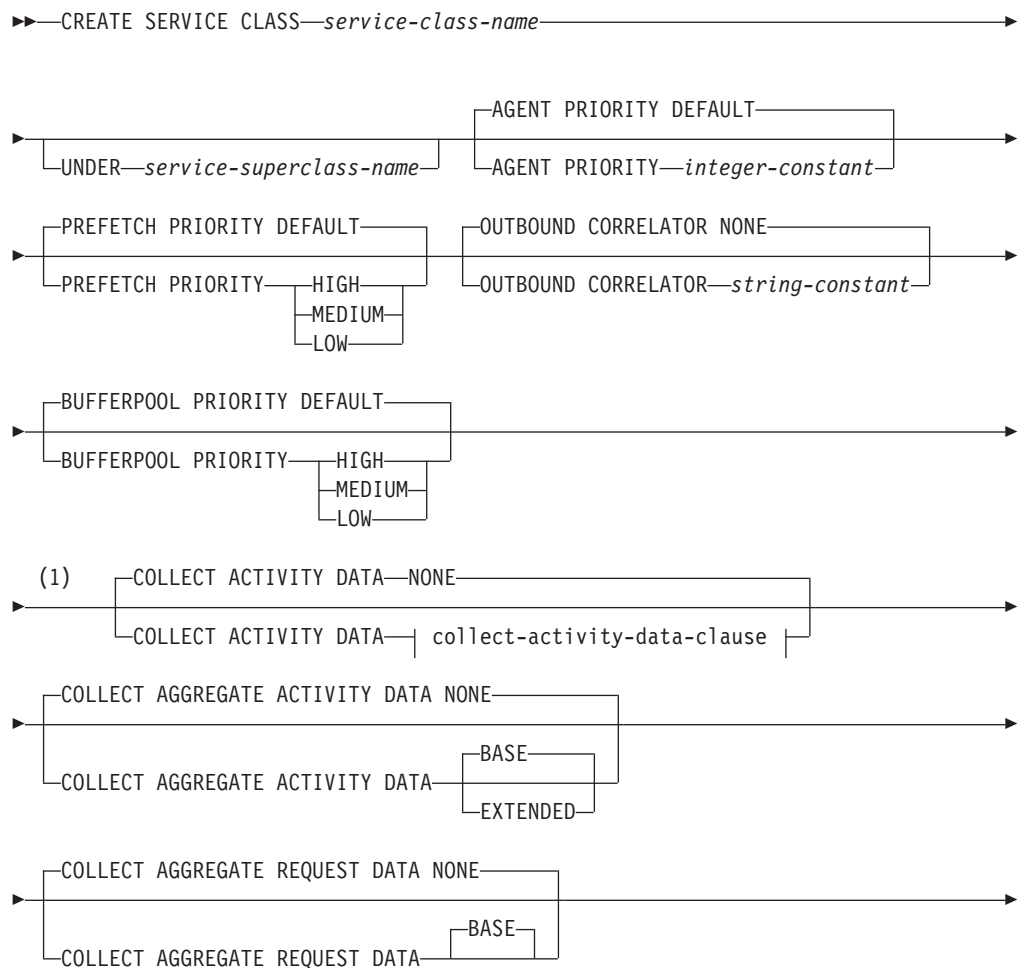 CREATE SERVICE CLASS service-class-name
AGENT PRIORITY DEFAULT
UNDER service-superclass-name AGENT PRIORITY integer-constant
PREFETCH PRIORITY DEFAULT OUTBOUND CORRELATOR NONE
PREFETCH PRIORITY HIGH OUTBOUND CORRELATOR string-constant
MEDIUM
LOW
BUFFERPOOL PRIORITY DEFAULT
BUFFERPOOL PRIORITY HIGH
MEDIUM
LOW
(1) COLLECT ACTIVITY DATA NONE
COLLECT ACTIVITY DATA collect-activity-data-clause
COLLECT AGGREGATE ACTIVITY DATA NONE
BASE
COLLECT AGGREGATE ACTIVITY DATA
EXTENDED
COLLECT AGGREGATE REQUEST DATA NONE
BASE
COLLECT AGGREGATE REQUEST DATA